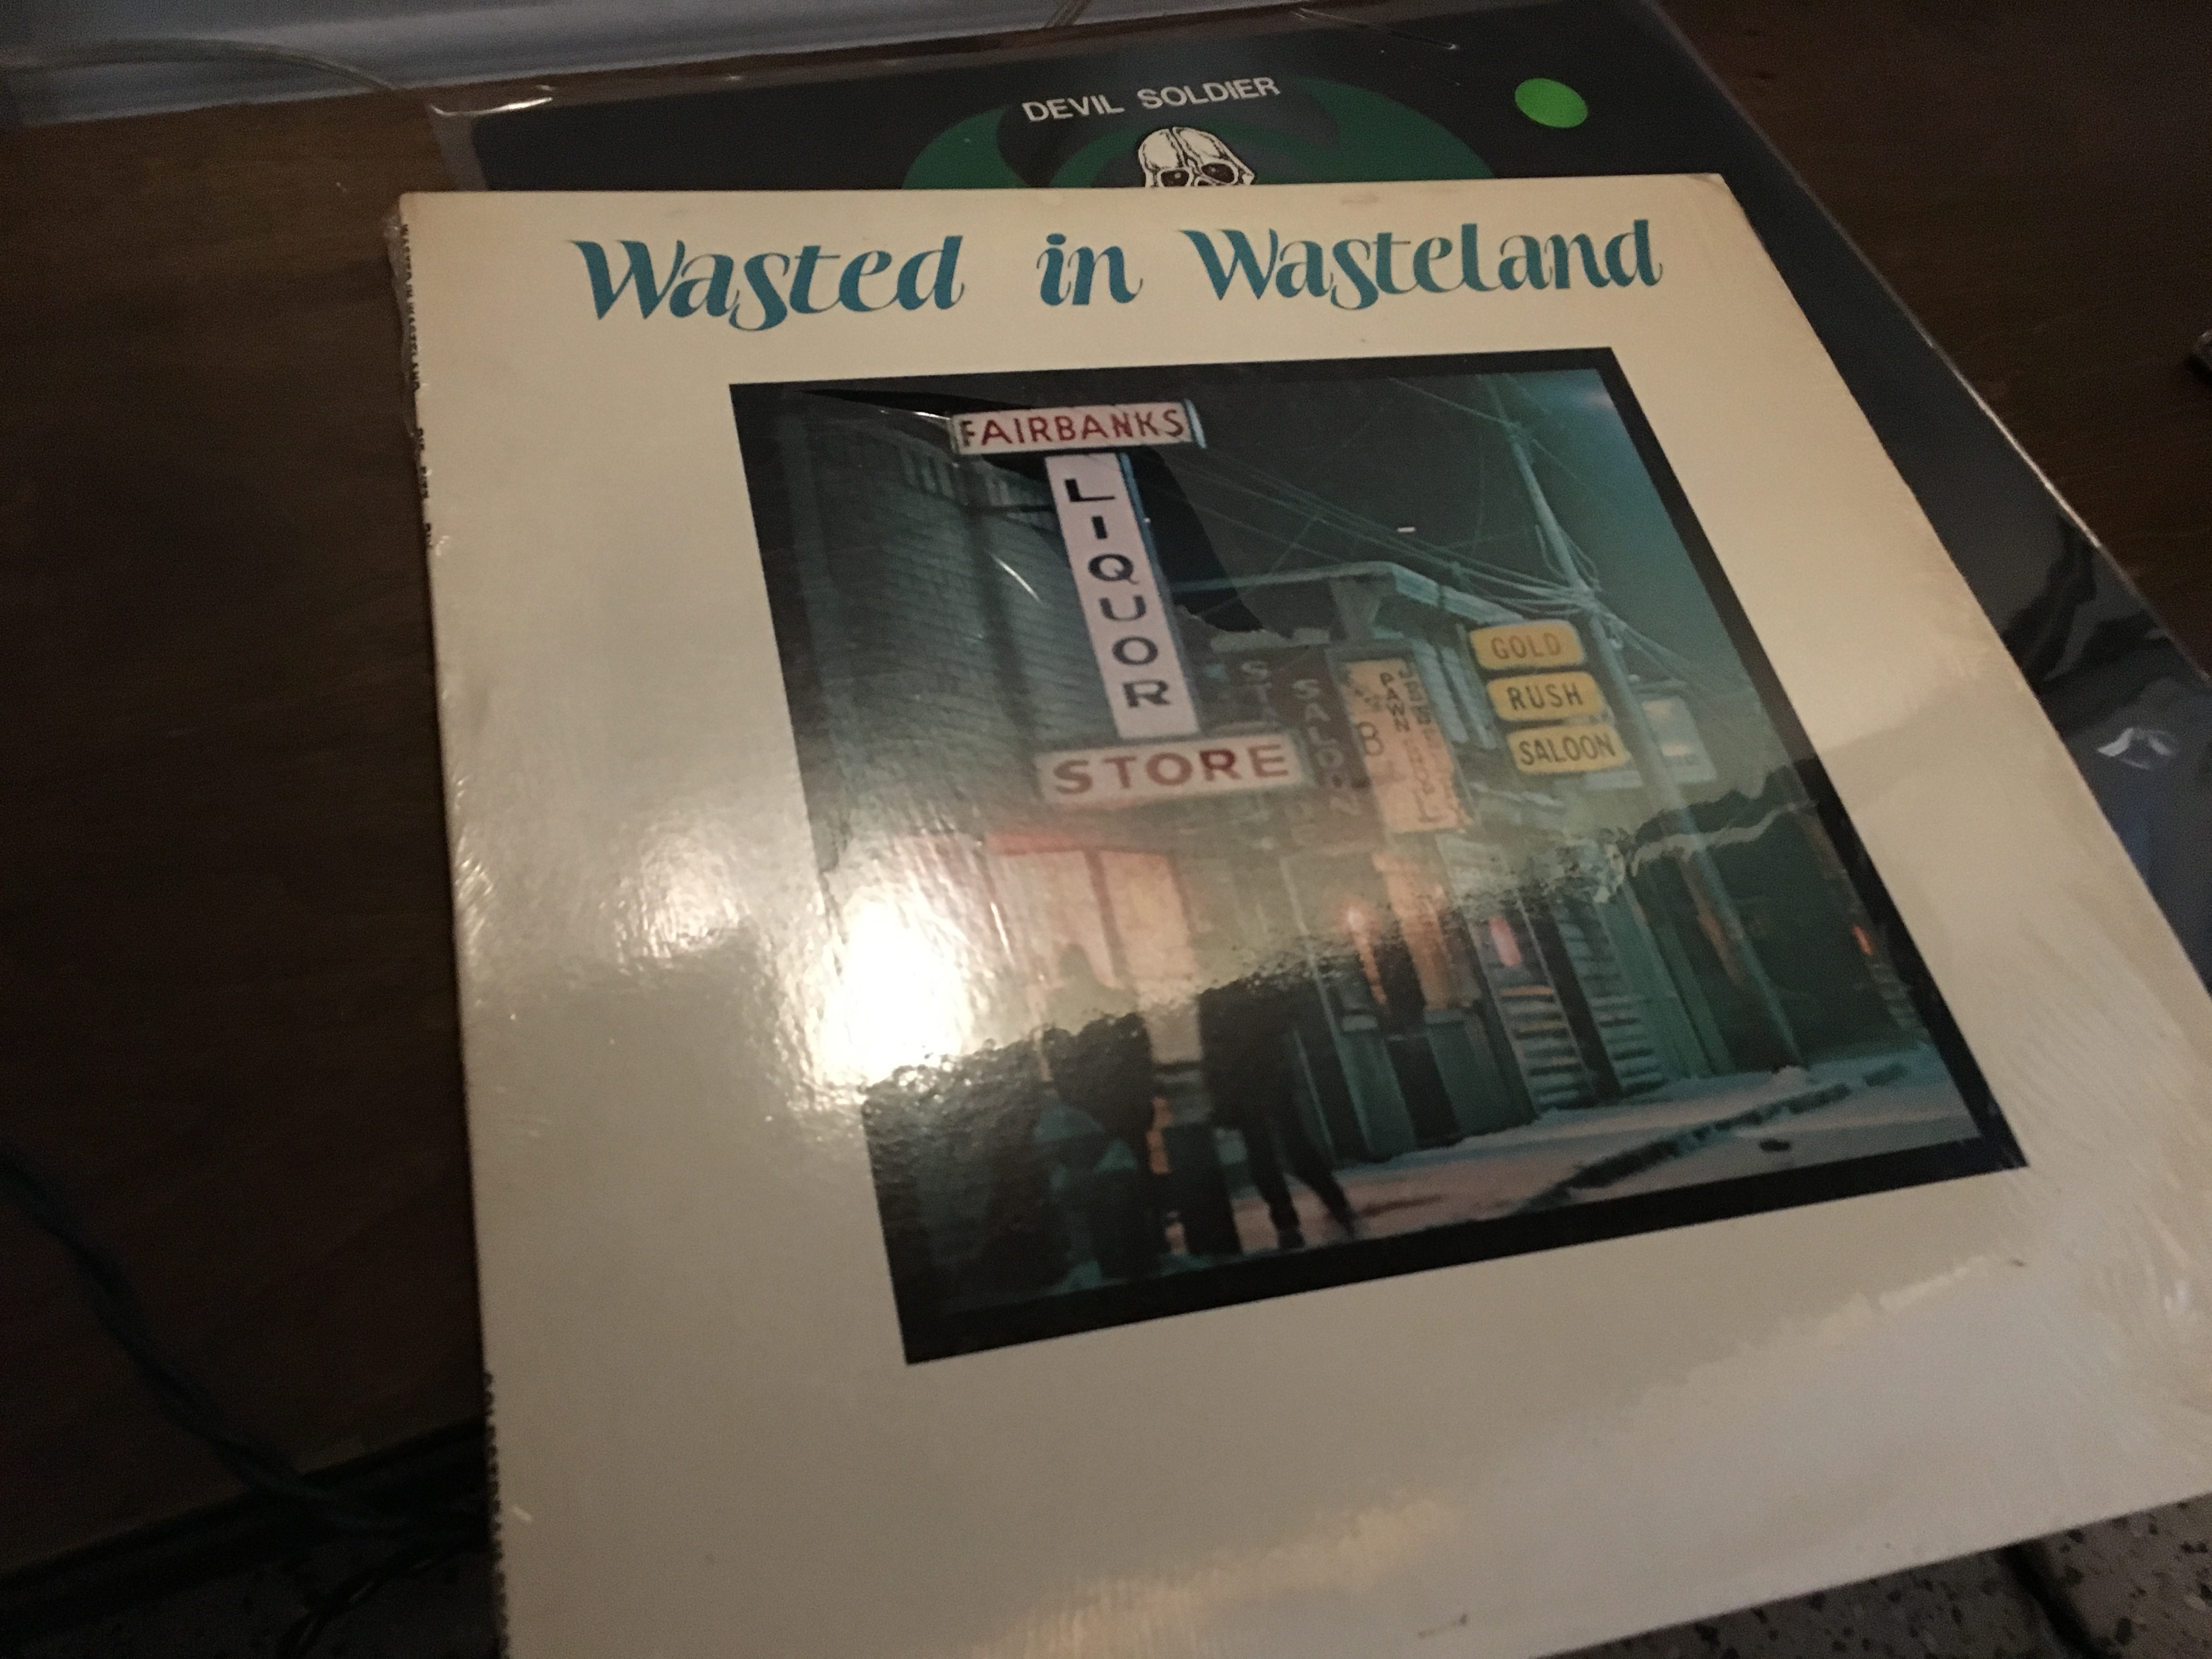 DEVIL SOLDIER
Wasted in Wasteland
FAIRBANKS
LIQUOR
STORE
SALOON
PAWN
GOLD
RUSH
SALOON